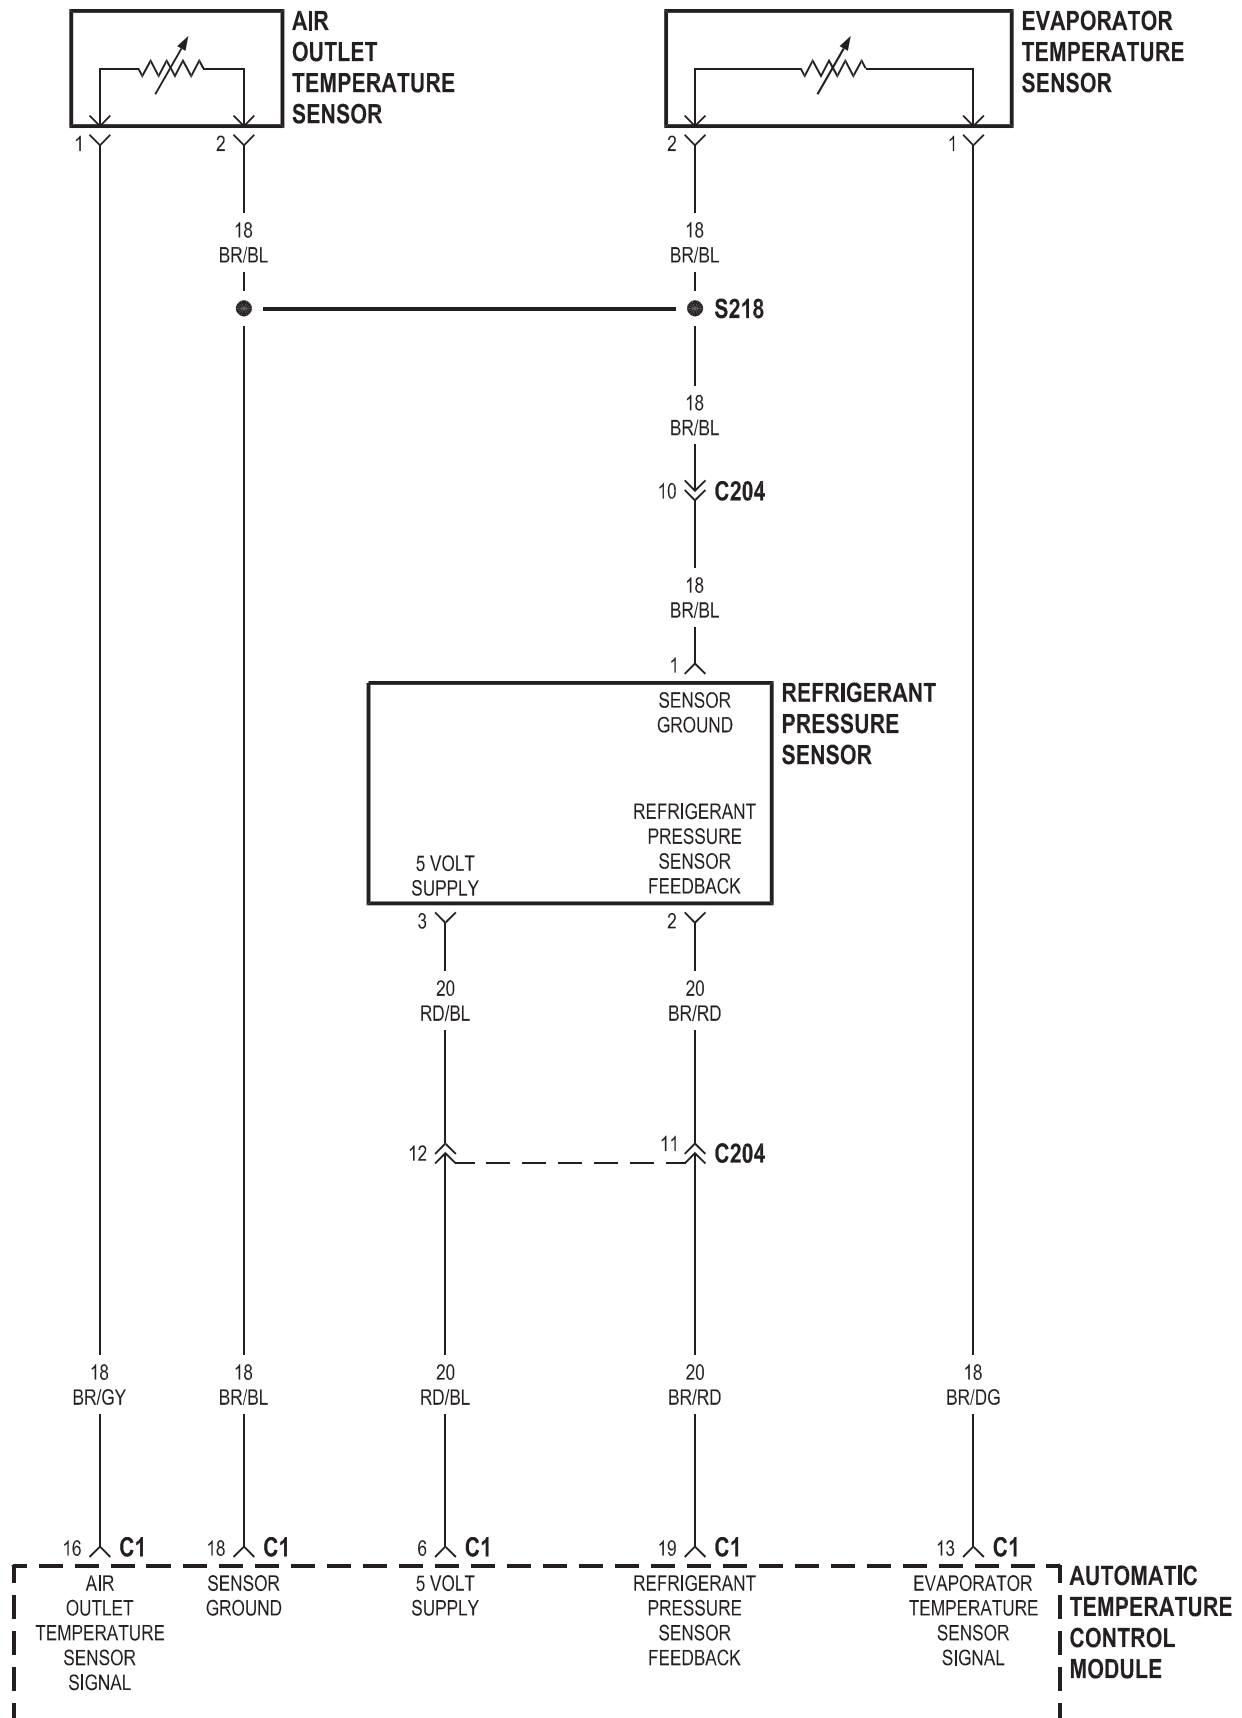 AIR
OUTLET
TEMPERATURE
SENSOR
EVAPORATOR
TEMPERATURE
SENSOR
1
2
2
1
18
BR/BL
18
BR/BL
S218
18
BR/BL
10
C204
18
BR/BL
1
SENSOR
GROUND
REFRIGERANT
PRESSURE
SENSOR
5 VOLT
SUPPLY
REFRIGERANT
PRESSURE
SENSOR
FEEDBACK
3
2
20
RD/BL
20
BR/RD
12
11
C204
18
BR/GY
18
BR/BL
20
RD/BL
20
BR/RD
18
BR/DG
16 C1
18 C1
6 C1
19 C1
13 C1
AIR
OUTLET
TEMPERATURE
SENSOR
SIGNAL
SENSOR
GROUND
5 VOLT
SUPPLY
REFRIGERANT
PRESSURE
SENSOR
FEEDBACK
EVAPORATOR
TEMPERATURE
SENSOR
SIGNAL
AUTOMATIC
TEMPERATURE
CONTROL
MODULE